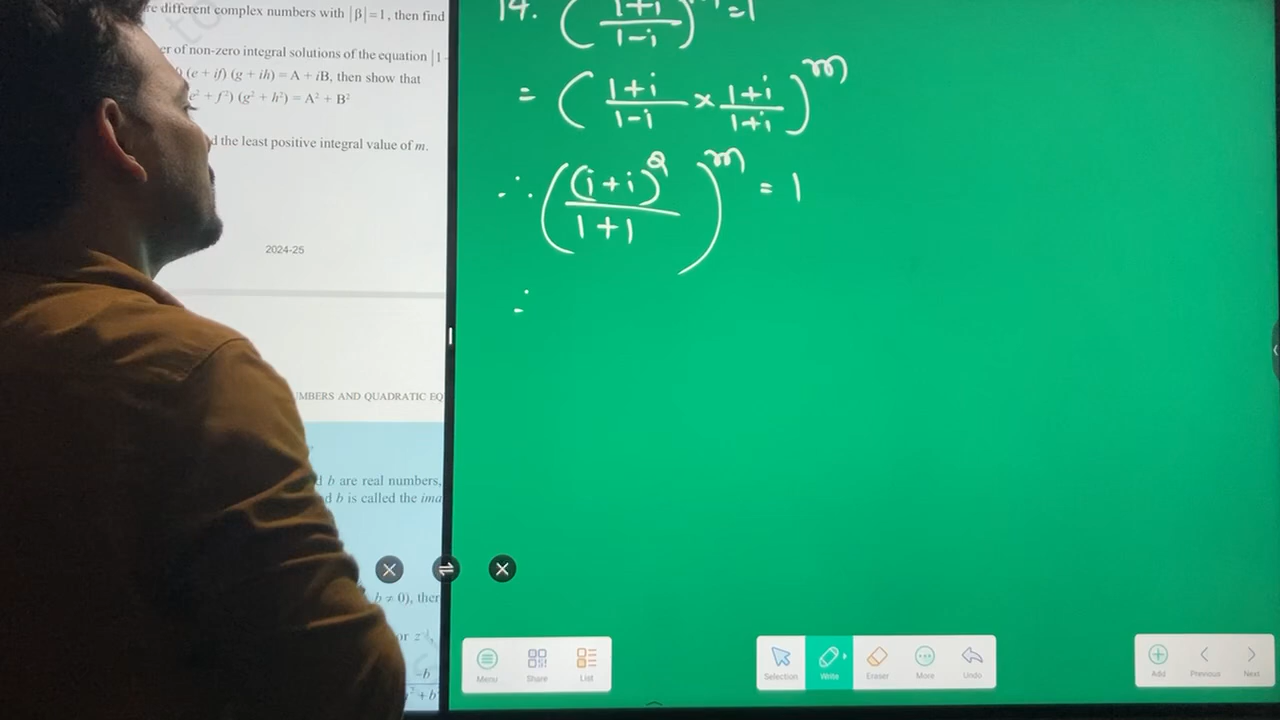 re different complex numbers with |β|=1, then find
er of non-zero integral solutions of the equation |1
(e + if) (g + ih) = A + iB, then show that
e² + f²) (g² + h²) = A² + B²
d the least positive integral value of m.
2024-25
MBERS AND QUADRATIC EQ
d b are real numbers,
d b is called the ima
b ≠ 0), ther
or z
-b
² + b²
14. (1+i/1-i)^m =1
= (1+i/1-i × 1+i/1+i)^m
∴ ((i+i)²/1+1)^m = 1
Menu Share List Selection Write Eraser More Undo Add Previous Next